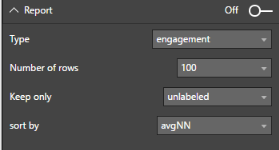 Report Off
Type engagement
Number of rows 100
Keep only unlabeled
sort by avgNN